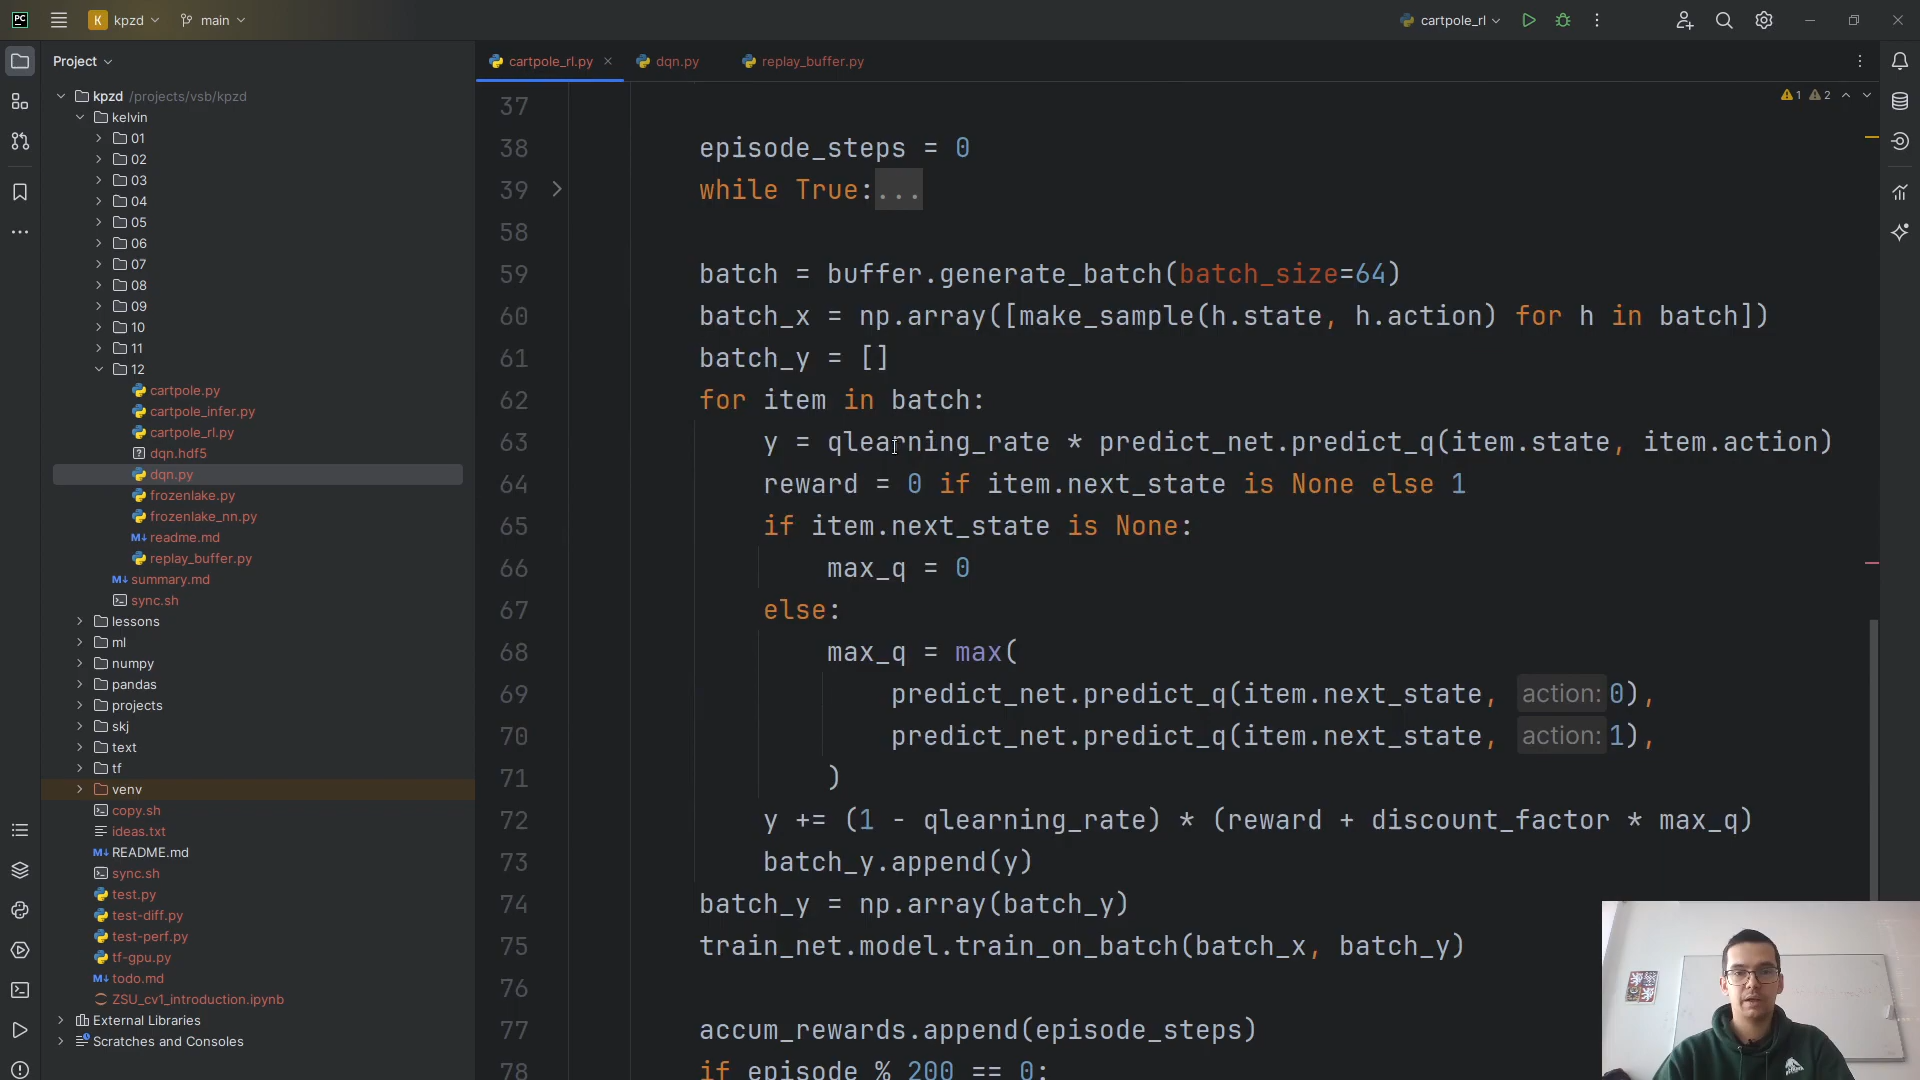 PC
K kpzd
main
cartpole_rl
Project
cartpole_rl.py
dqn.py
replay_buffer.py
kpzd /projects/vsb/kpzd
kelvin
01
02
03
04
05
06
07
08
09
10
11
12
cartpole.py
cartpole_infer.py
cartpole_rl.py
dqn.hdf5
dqn.py
frozenlake.py
frozenlake_nn.py
M↓ readme.md
replay_buffer.py
M↓ summary.md
sync.sh
lessons
ml
numpy
pandas
projects
skj
text
tf
venv
copy.sh
ideas.txt
M↓ README.md
sync.sh
test.py
test-diff.py
test-perf.py
tf-gpu.py
M↓ todo.md
ZSU_cv1_introduction.ipynb
External Libraries
Scratches and Consoles
1 2
37
38 episode_steps = 0
39 while True:...
58
59 batch = buffer.generate_batch(batch_size=64)
60 batch_x = np.array([make_sample(h.state, h.action) for h in batch])
61 batch_y = []
62 for item in batch:
63 y = qlearning_rate * predict_net.predict_q(item.state, item.action)
64 reward = 0 if item.next_state is None else 1
65 if item.next_state is None:
66 max_q = 0
67 else:
68 max_q = max(
69 predict_net.predict_q(item.next_state, action: 0),
70 predict_net.predict_q(item.next_state, action: 1),
71 )
72 y += (1 - qlearning_rate) * (reward + discount_factor * max_q)
73 batch_y.append(y)
74 batch_y = np.array(batch_y)
75 train_net.model.train_on_batch(batch_x, batch_y)
76
77 accum_rewards.append(episode_steps)
78 if episode % 200 == 0: